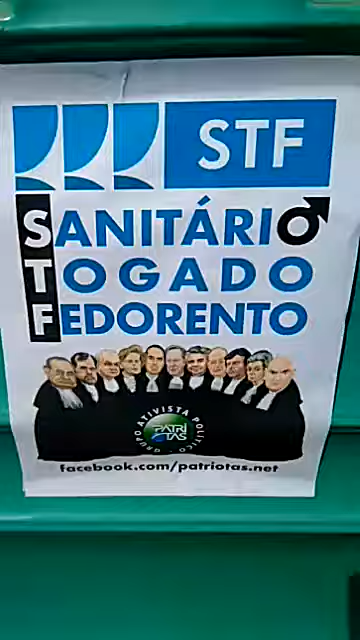 STF
SANITÁRIO
TOGADO
FEDORENTO
GRUPO ATIVISTA POLÍTICO
PATRIOTAS
facebook.com/patriotas.net